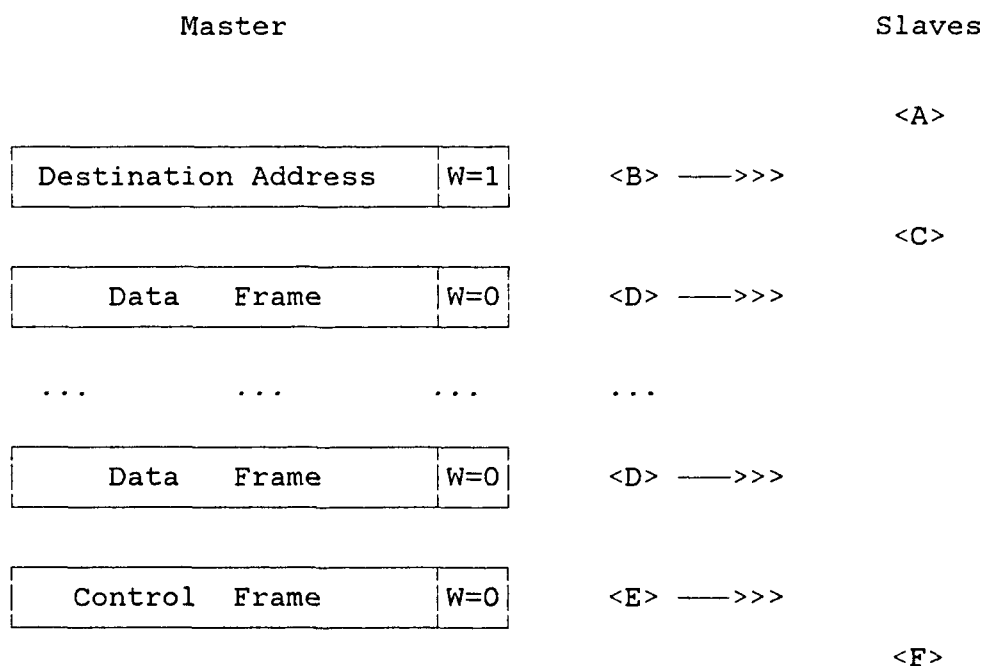 Master Slaves
<A>
Destination Address W=1 <B> ——>>>
<C>
Data Frame W=0 <D> ——>>>
... ... ... ...
Data Frame W=0 <D> ——>>>
Control Frame W=0 <E> ——>>>
<F>